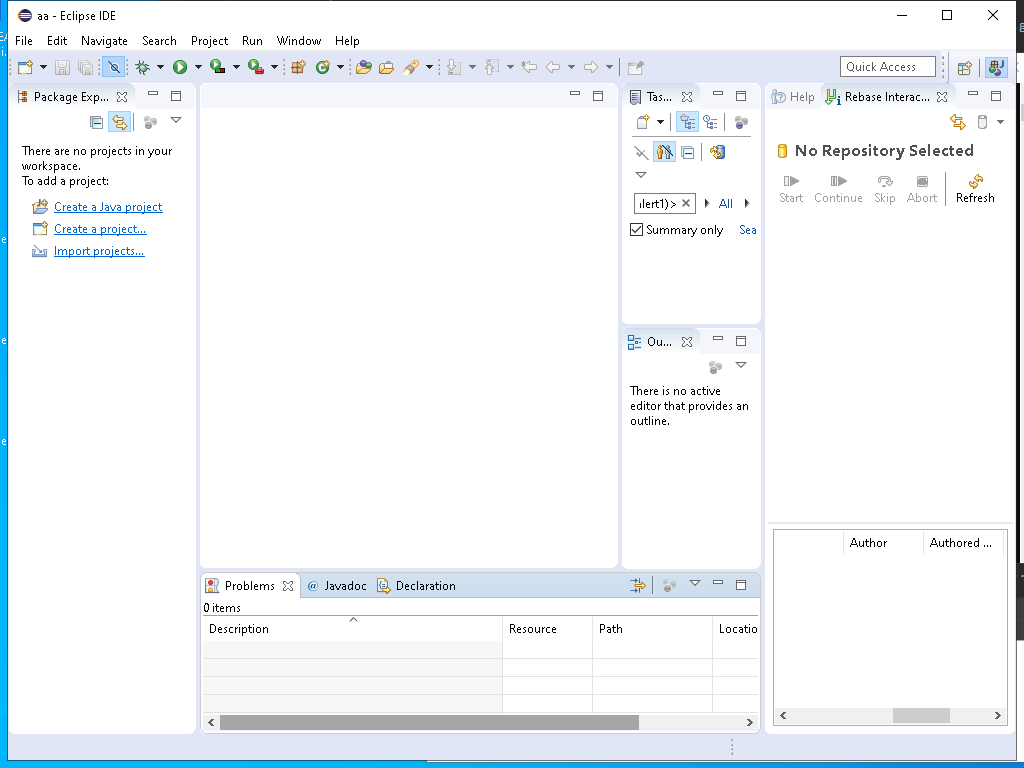 aa - Eclipse IDE
File Edit Navigate Search Project Run Window Help
Quick Access
Package Exp...
There are no projects in your
workspace.
To add a project:
Create a Java project
Create a project...
Import projects...
Tas...
ılert1)> All
Summary only Sea
Ou...
There is no active
editor that provides an
outline.
Help Rebase Interac...
No Repository Selected
Start Continue Skip Abort Refresh
Author Authored ...
Problems @ Javadoc Declaration
0 items
Description Resource Path Locatio